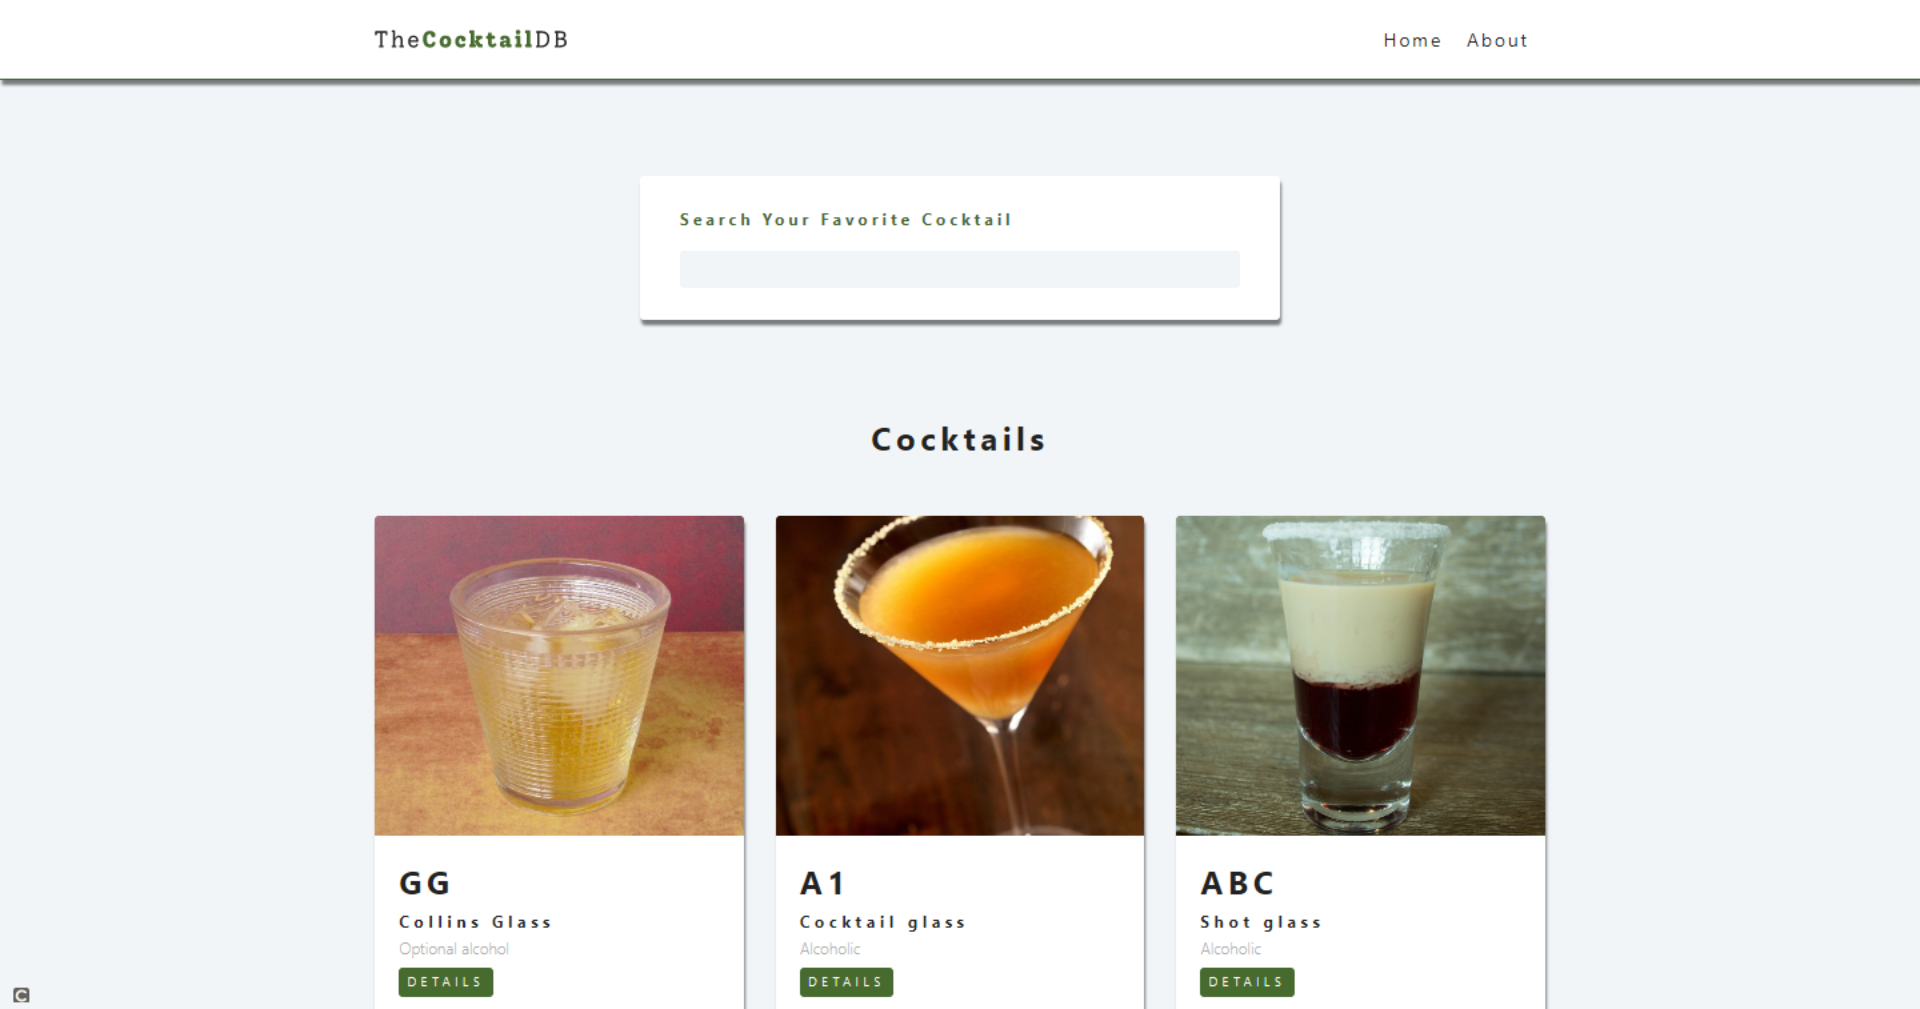 TheCocktailDB
Home About
Search Your Favorite Cocktail
Cocktails
GG
Collins Glass
Optional alcohol
DETAILS
A1
Cocktail glass
Alcoholic
DETAILS
ABC
Shot glass
Alcoholic
DETAILS
C